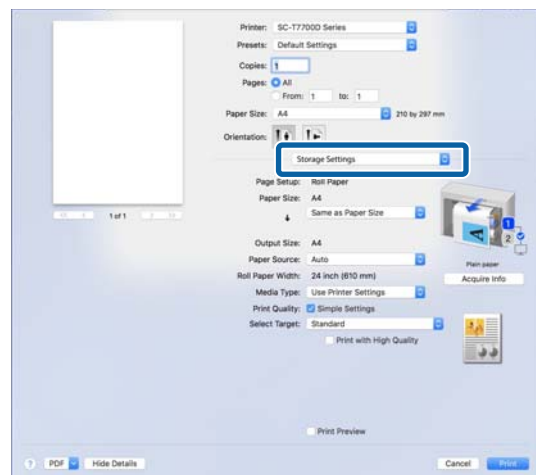 Printer: SC-T7700D Series
Presets: Default Settings
Copies: 1
Pages: All
From: 1 to: 1
Paper Size: A4 210 by 297 mm
Orientation:
Storage Settings
Page Setup: Roll Paper
Paper Size: A4
Same as Paper Size
Output Size: A4
Paper Source: Auto
Roll Paper Width: 24 inch (610 mm)
Media Type: Use Printer Settings
Print Quality: Simple Settings
Select Target: Standard
Print with High Quality
1 of 1
A
1
2
Plain paper
Acquire Info
Print Preview
? PDF Hide Details Cancel Print